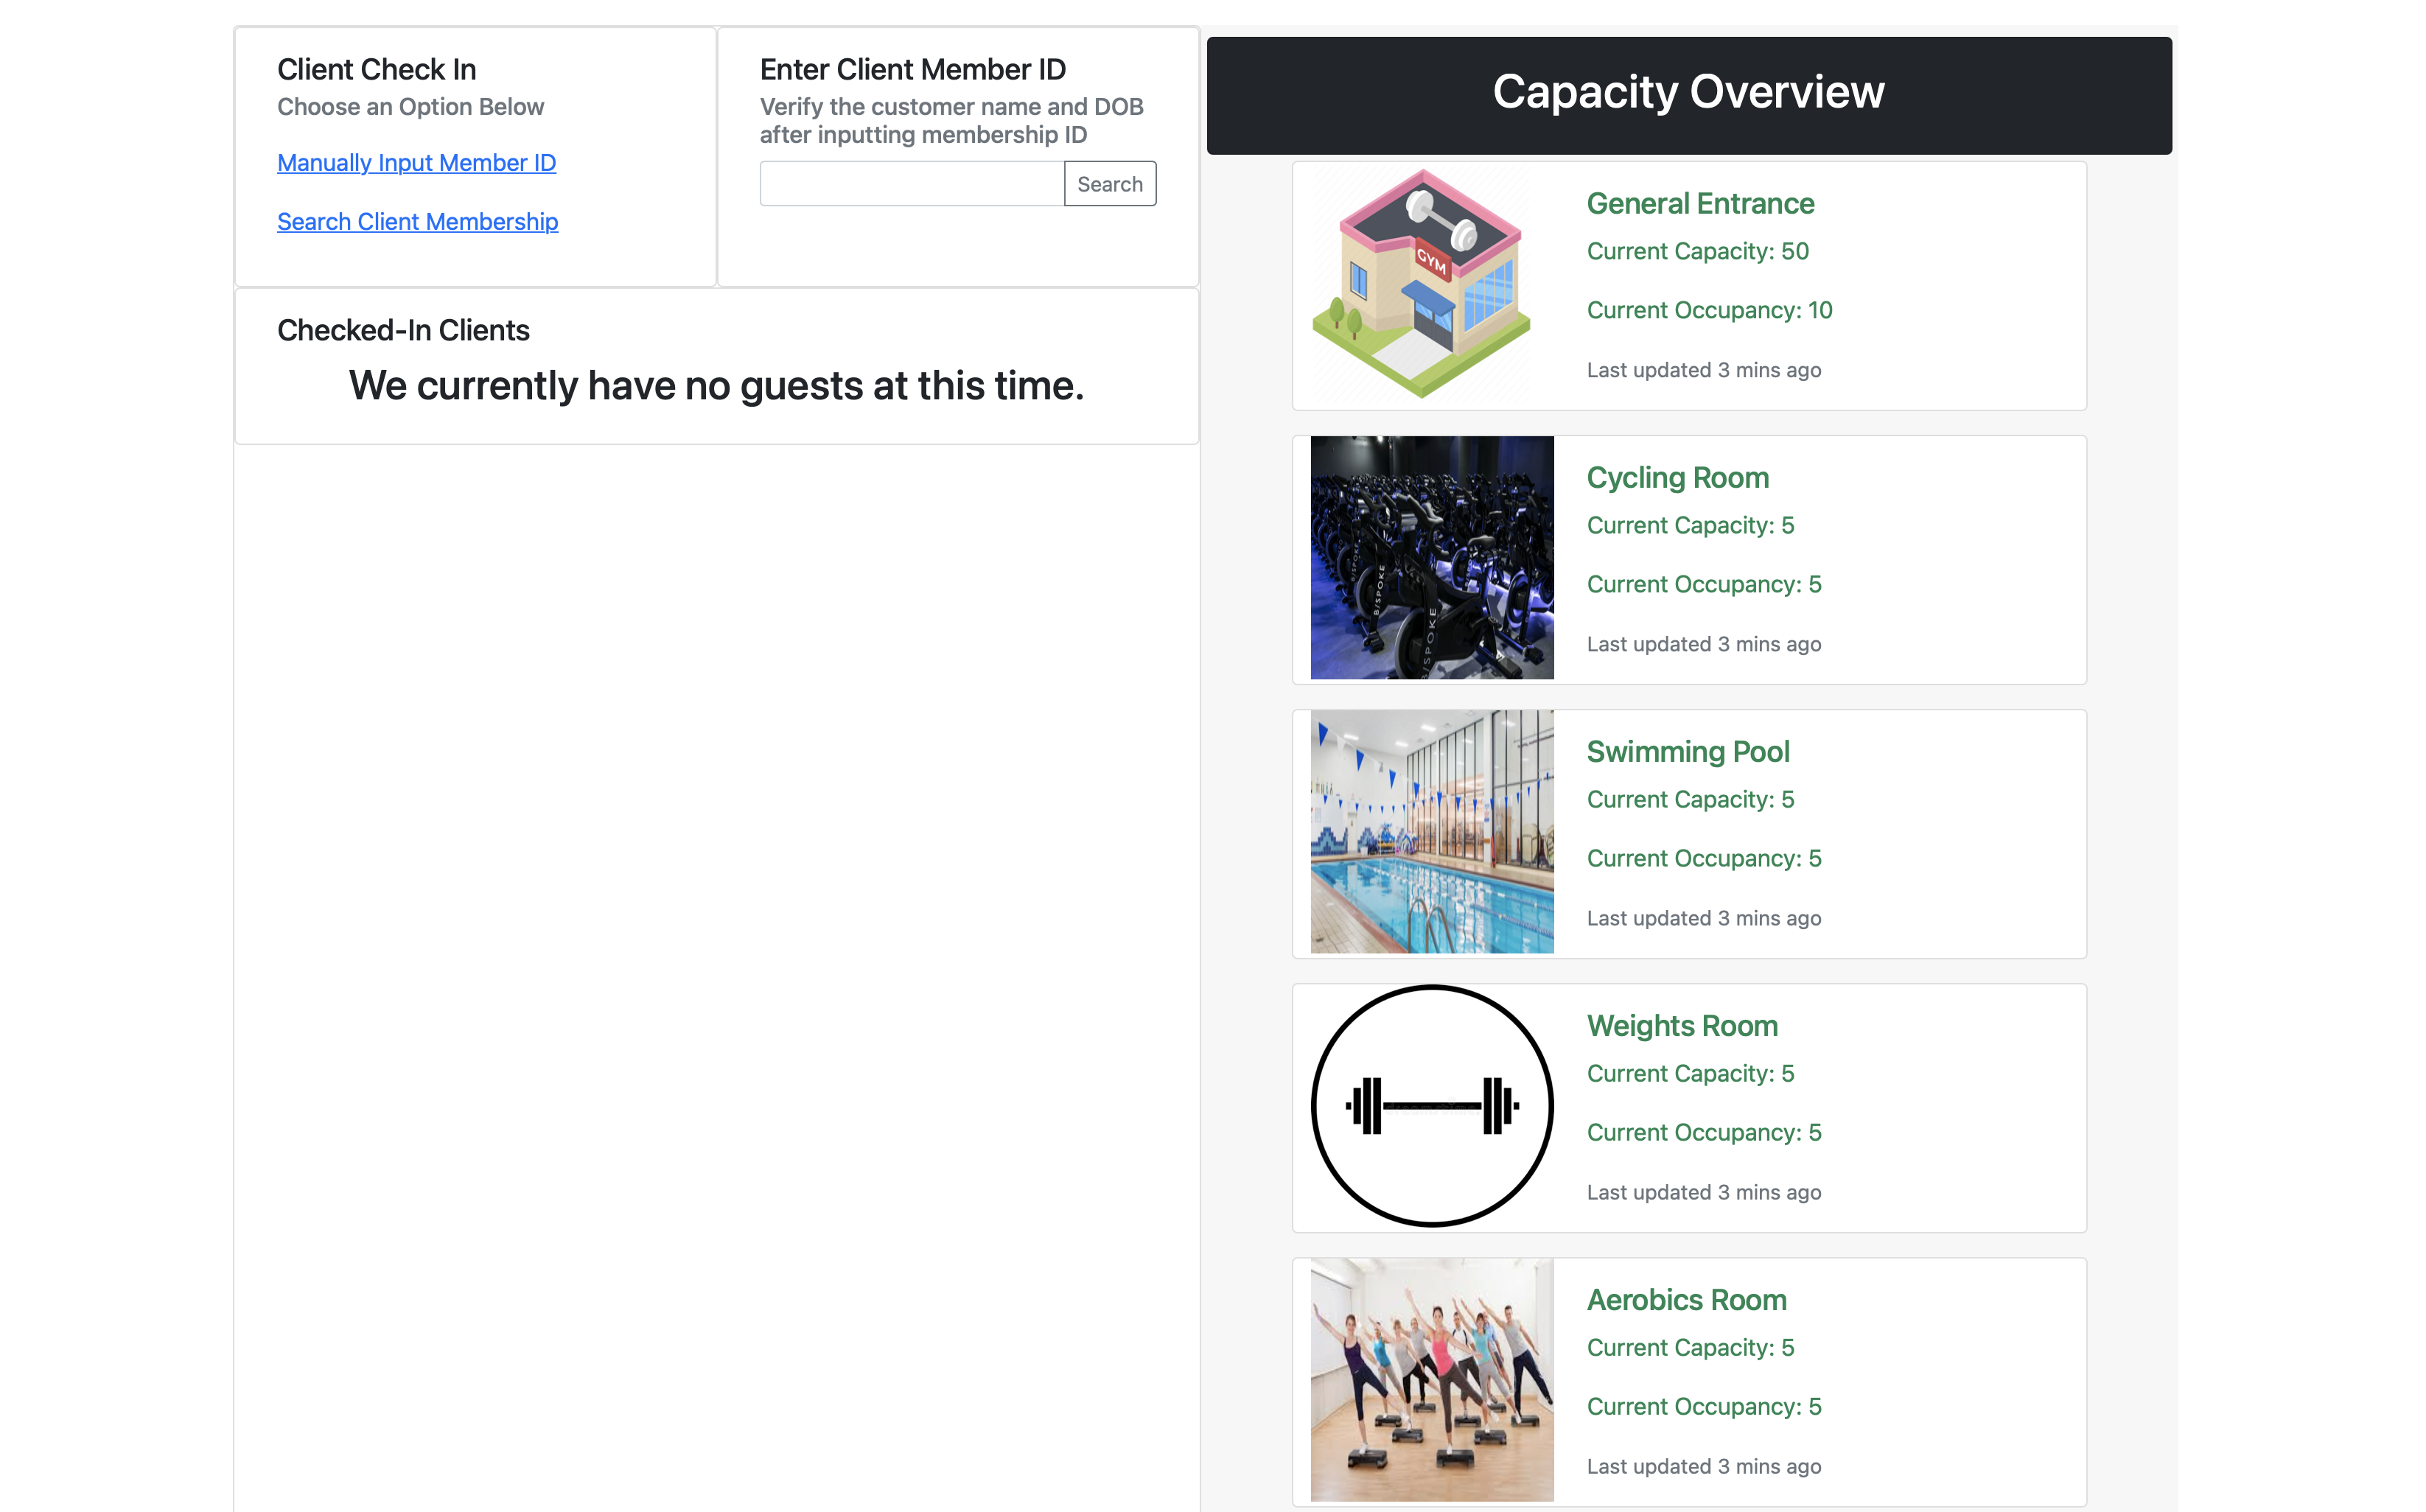 Client Check In
Choose an Option Below
Manually Input Member ID
Search Client Membership
Enter Client Member ID
Verify the customer name and DOB
after inputting membership ID
Search
Checked-In Clients
We currently have no guests at this time.
Capacity Overview
GYM
General Entrance
Current Capacity: 50
Current Occupancy: 10
Last updated 3 mins ago
B/SPOKE
B/SPOKE
B/SPOKE
Cycling Room
Current Capacity: 5
Current Occupancy: 5
Last updated 3 mins ago
Swimming Pool
Current Capacity: 5
Current Occupancy: 5
Last updated 3 mins ago
Weights Room
Current Capacity: 5
Current Occupancy: 5
Last updated 3 mins ago
Aerobics Room
Current Capacity: 5
Current Occupancy: 5
Last updated 3 mins ago